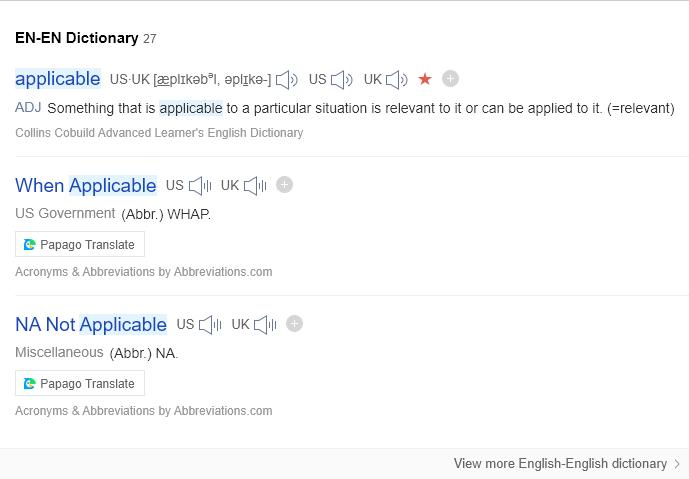 EN-EN Dictionary 27
applicable US·UK [æplɪkəbᵊl, əplɪkə-] US UK
ADJ Something that is applicable to a particular situation is relevant to it or can be applied to it. (=relevant)
Collins Cobuild Advanced Learner's English Dictionary
When Applicable US UK
US Government (Abbr.) WHAP.
Papago Translate
Acronyms & Abbreviations by Abbreviations.com
NA Not Applicable US UK
Miscellaneous (Abbr.) NA.
Papago Translate
Acronyms & Abbreviations by Abbreviations.com
View more English-English dictionary